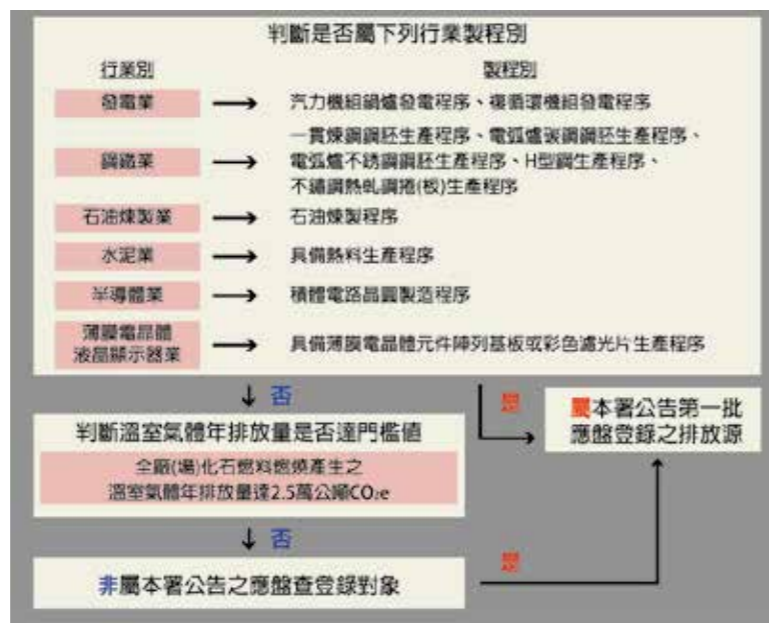 判斷是否屬下列行業製程別
行業別
製程別
發電業
汽力機組鍋爐發電程序、複循環機組發電程序
鋼鐵業
一貫煉鋼鋼胚生產程序、電弧爐碳鋼鋼胚生產程序、
電弧爐不銹鋼鋼胚生產程序、H型鋼生產程序、
不鏽鋼熱軋鋼捲(板)生產程序
石油煉製業
石油煉製程序
水泥業
具備熟料生產程序
半導體業
積體電路晶圓製造程序
薄膜電晶體
液晶顯示器業
具備薄膜電晶體元件陣列基板或彩色濾光片生產程序
否
是
屬本署公告第一批
應盤登錄之排放源
判斷溫室氣體年排放量是否達門檻值
全廠(場)化石燃料燃燒產生之
溫室氣體年排放量達2.5萬公噸CO₂e
否
是
非屬本署公告之應盤查登錄對象